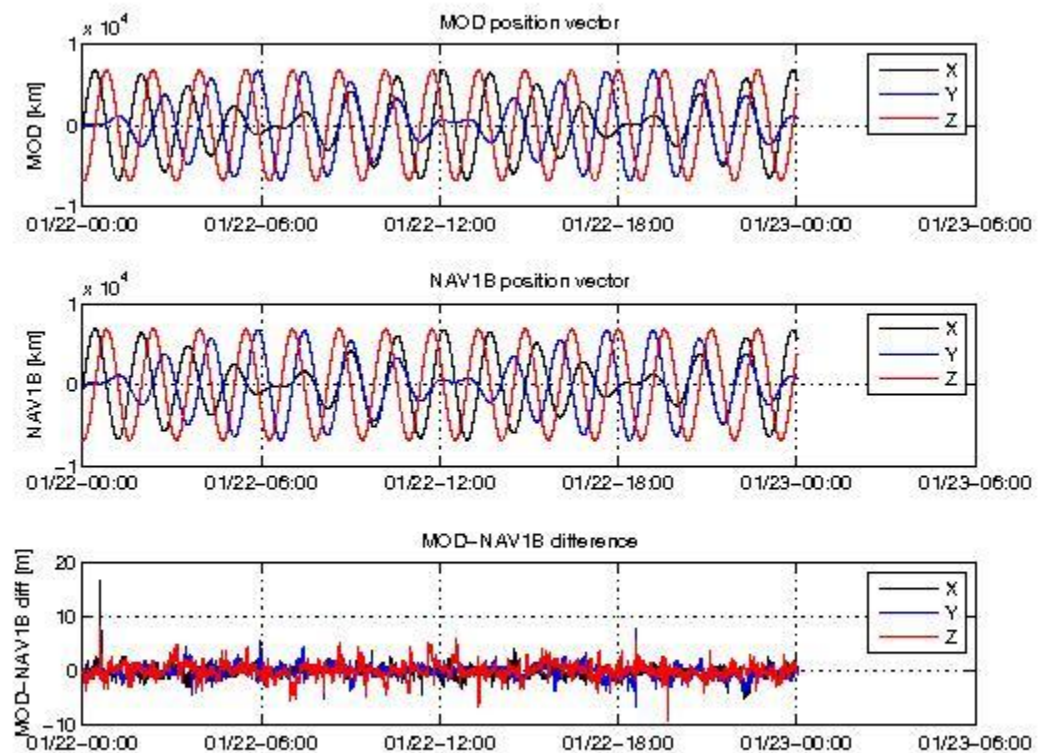 MOD position vector
x 10^4
1
0
-1
MOD [km]
X
Y
Z
01/22-00:00 01/22-06:00 01/22-12:00 01/22-18:00 01/23-00:00 01/23-06:00
NAV1B position vector
x 10^4
1
0
-1
NAV1B [km]
X
Y
Z
01/22-00:00 01/22-06:00 01/22-12:00 01/22-18:00 01/23-00:00 01/23-06:00
MOD-NAV1B difference
20
10
0
-10
MOD-NAV1B diff [m]
X
Y
Z
01/22-00:00 01/22-06:00 01/22-12:00 01/22-18:00 01/23-00:00 01/23-06:00